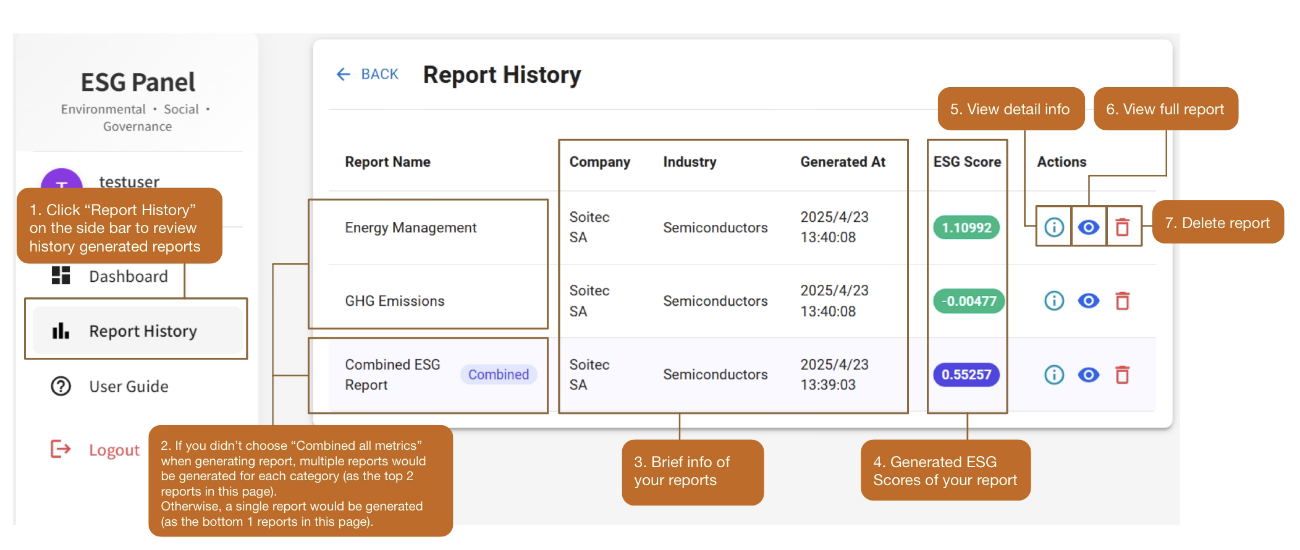 ESG Panel
Environmental • Social •
Governance
testuser
1. Click “Report History”
on the side bar to review
history generated reports
Dashboard
Report History
User Guide
Logout
BACK
Report History
5. View detail info
6. View full report
7. Delete report
Report Name
Company
Industry
Generated At
ESG Score
Actions
Energy Management
Soitec
SA
Semiconductors
2025/4/23
13:40:08
1.10992
GHG Emissions
Soitec
SA
Semiconductors
2025/4/23
13:40:08
-0.00477
Combined ESG
Report
Combined
Soitec
SA
Semiconductors
2025/4/23
13:39:03
0.55257
2. If you didn’t choose “Combined all metrics”
when generating report, multiple reports would
be generated for each category (as the top 2
reports in this page).
Otherwise, a single report would be generated
(as the bottom 1 reports in this page).
3. Brief info of
your reports
4. Generated ESG
Scores of your report